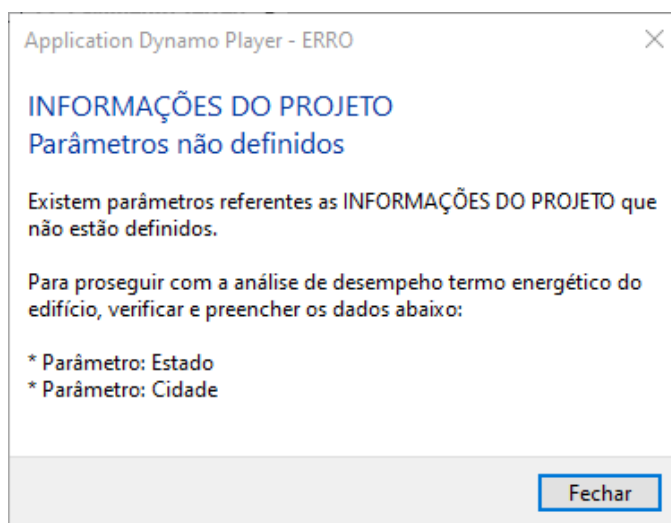 Application Dynamo Player - ERRO
INFORMAÇÕES DO PROJETO
Parâmetros não definidos
Existem parâmetros referentes as INFORMAÇÕES DO PROJETO que
não estão definidos.
Para proseguir com a análise de desempeho termo energético do
edifício, verificar e preencher os dados abaixo:
* Parâmetro: Estado
* Parâmetro: Cidade
Fechar